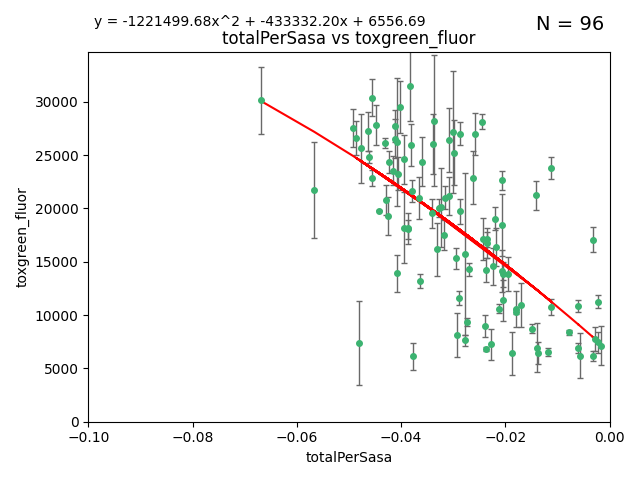 y = -1221499.68x^2 + -433332.20x + 6556.69
N = 96
totalPerSasa vs toxgreen_fluor
toxgreen_fluor
30000
25000
20000
15000
10000
5000
0
−0.10 −0.08 −0.06 −0.04 −0.02 0.00
totalPerSasa